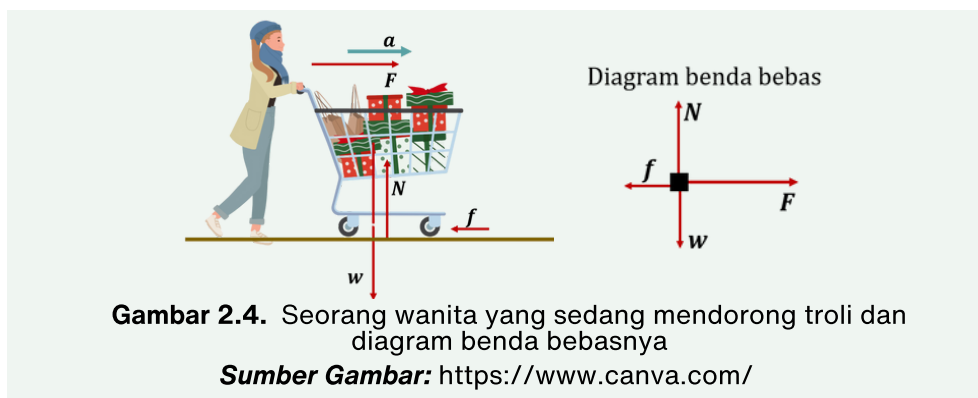 a
F
N
f
w
Diagram benda bebas
N
f
F
w
Gambar 2.4. Seorang wanita yang sedang mendorong troli dan
diagram benda bebasnya
Sumber Gambar: https://www.canva.com/